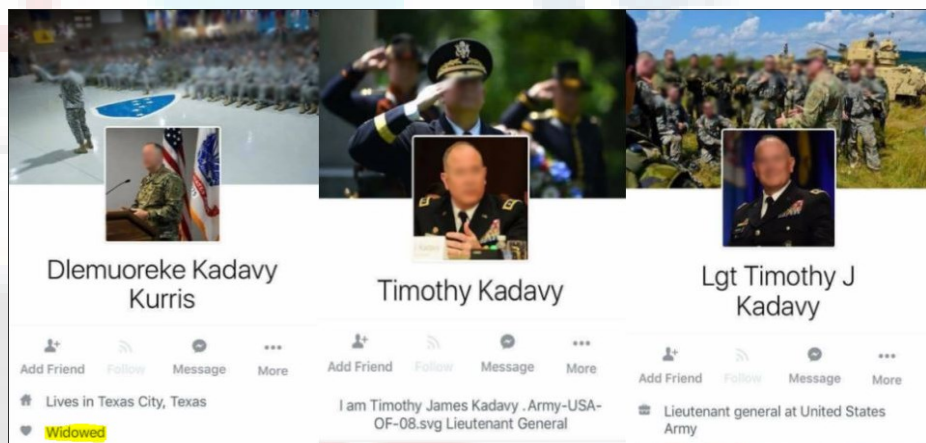 Dlemuoreke Kadavy
Kurris
Add Friend
Follow
Message
More
Lives in Texas City, Texas
Widowed
Timothy Kadavy
Add Friend
Follow
Message
More
I am Timothy James Kadavy . Army-USA-
OF-08.svg Lieutenant General
Lgt Timothy J
Kadavy
Add Friend
Follow
Message
More
Lieutenant general at United States
Army